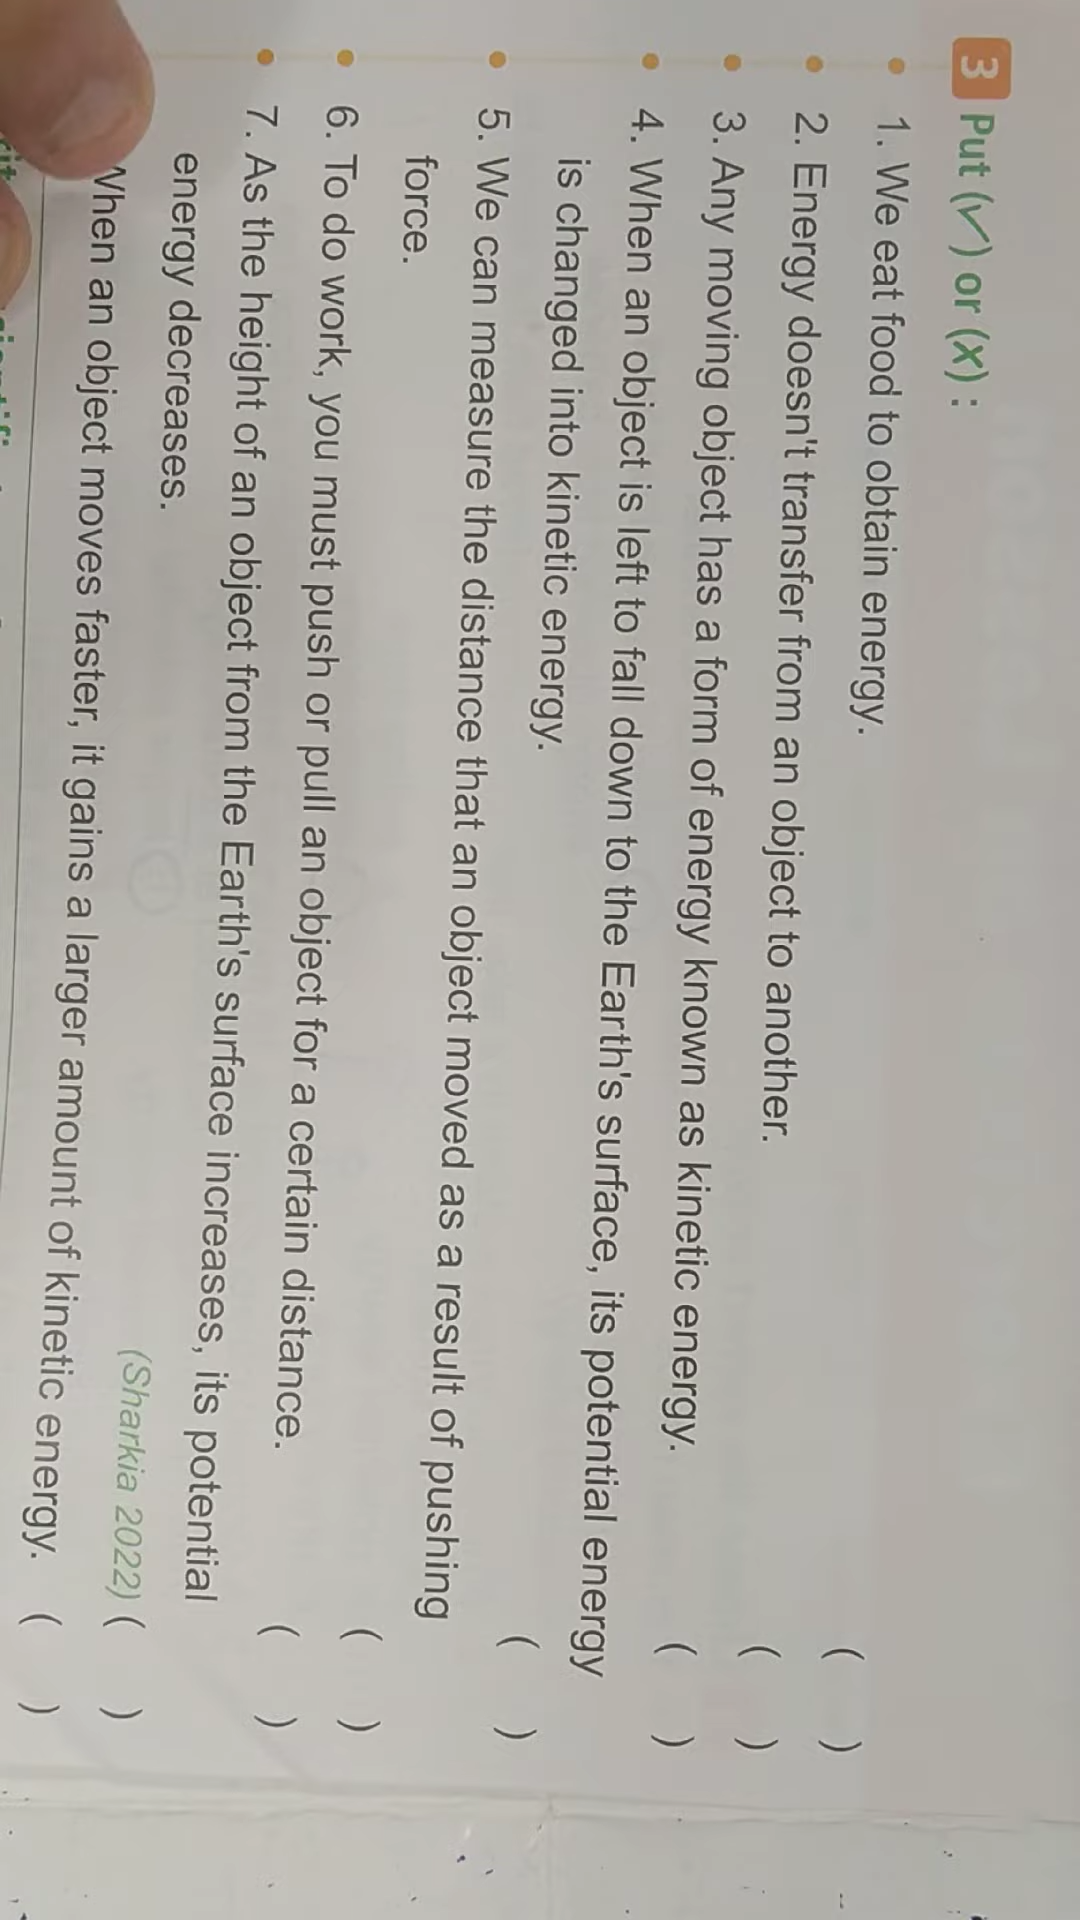 3 Put (✓) or (x) :
1. We eat food to obtain energy. ( )
2. Energy doesn't transfer from an object to another. ( )
3. Any moving object has a form of energy known as kinetic energy. ( )
4. When an object is left to fall down to the Earth's surface, its potential energy
is changed into kinetic energy. ( )
5. We can measure the distance that an object moved as a result of pushing
force. ( )
6. To do work, you must push or pull an object for a certain distance. ( )
7. As the height of an object from the Earth's surface increases, its potential
energy decreases. (Sharkia 2022) ( )
When an object moves faster, it gains a larger amount of kinetic energy. ( )